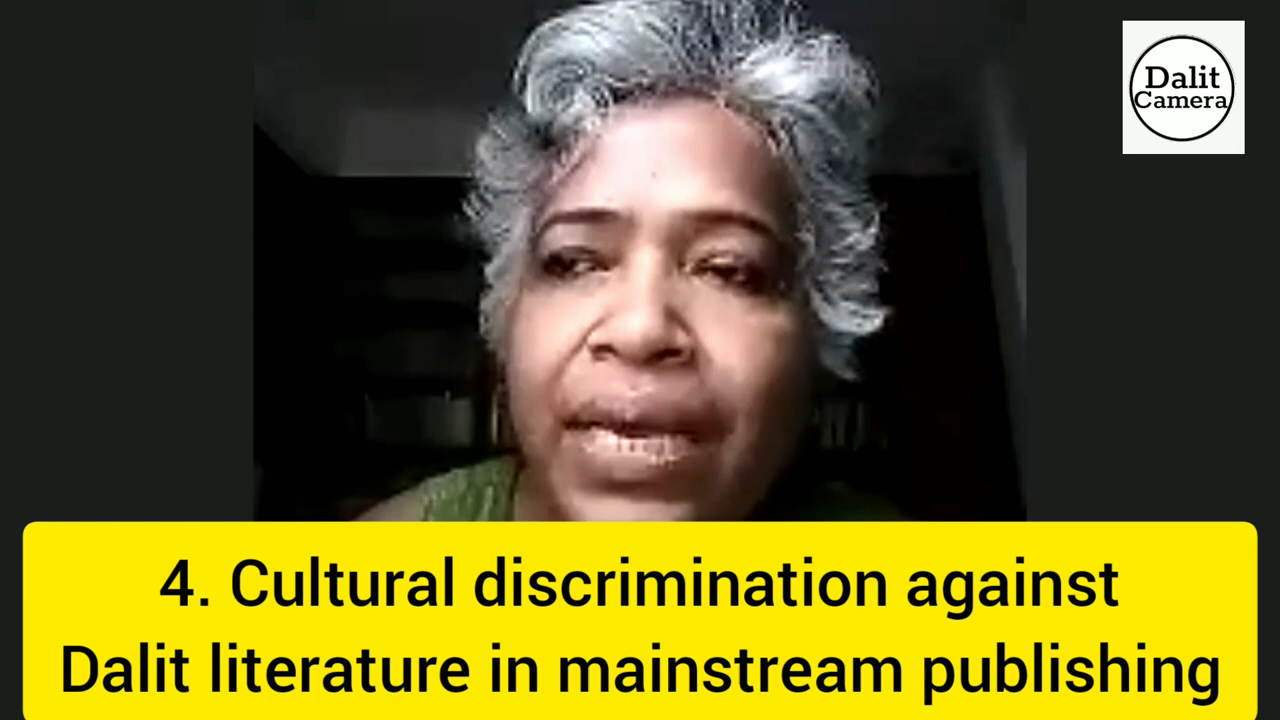 Dalit
Camera
4. Cultural discrimination against
Dalit literature in mainstream publishing